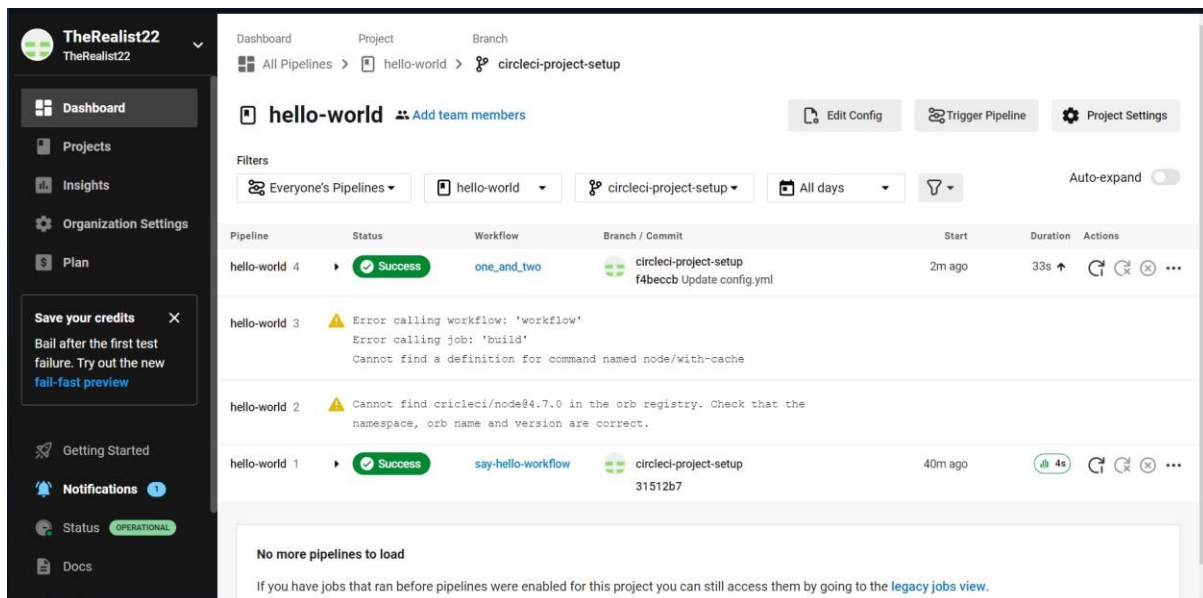 TheRealist22
TheRealist22
Dashboard
Projects
Insights
Organization Settings
Plan
Save your credits
Bail after the first test
failure. Try out the new
fail-fast preview
Getting Started
Notifications 1
Status OPERATIONAL
Docs
Dashboard Project Branch
All Pipelines > hello-world > circleci-project-setup
hello-world Add team members Edit Config Trigger Pipeline Project Settings
Filters
Everyone's Pipelines hello-world circleci-project-setup All days Auto-expand
Pipeline Status Workflow Branch / Commit Start Duration Actions
hello-world 4 Success one_and_two circleci-project-setup 2m ago 33s
f4beccb Update config.yml
hello-world 3 Error calling workflow: 'workflow'
Error calling job: 'build'
Cannot find a definition for command named node/with-cache
hello-world 2 Cannot find cricleci/node@4.7.0 in the orb registry. Check that the
namespace, orb name and version are correct.
hello-world 1 Success say-hello-workflow circleci-project-setup 40m ago 4s
31512b7
No more pipelines to load
If you have jobs that ran before pipelines were enabled for this project you can still access them by going to the legacy jobs view.